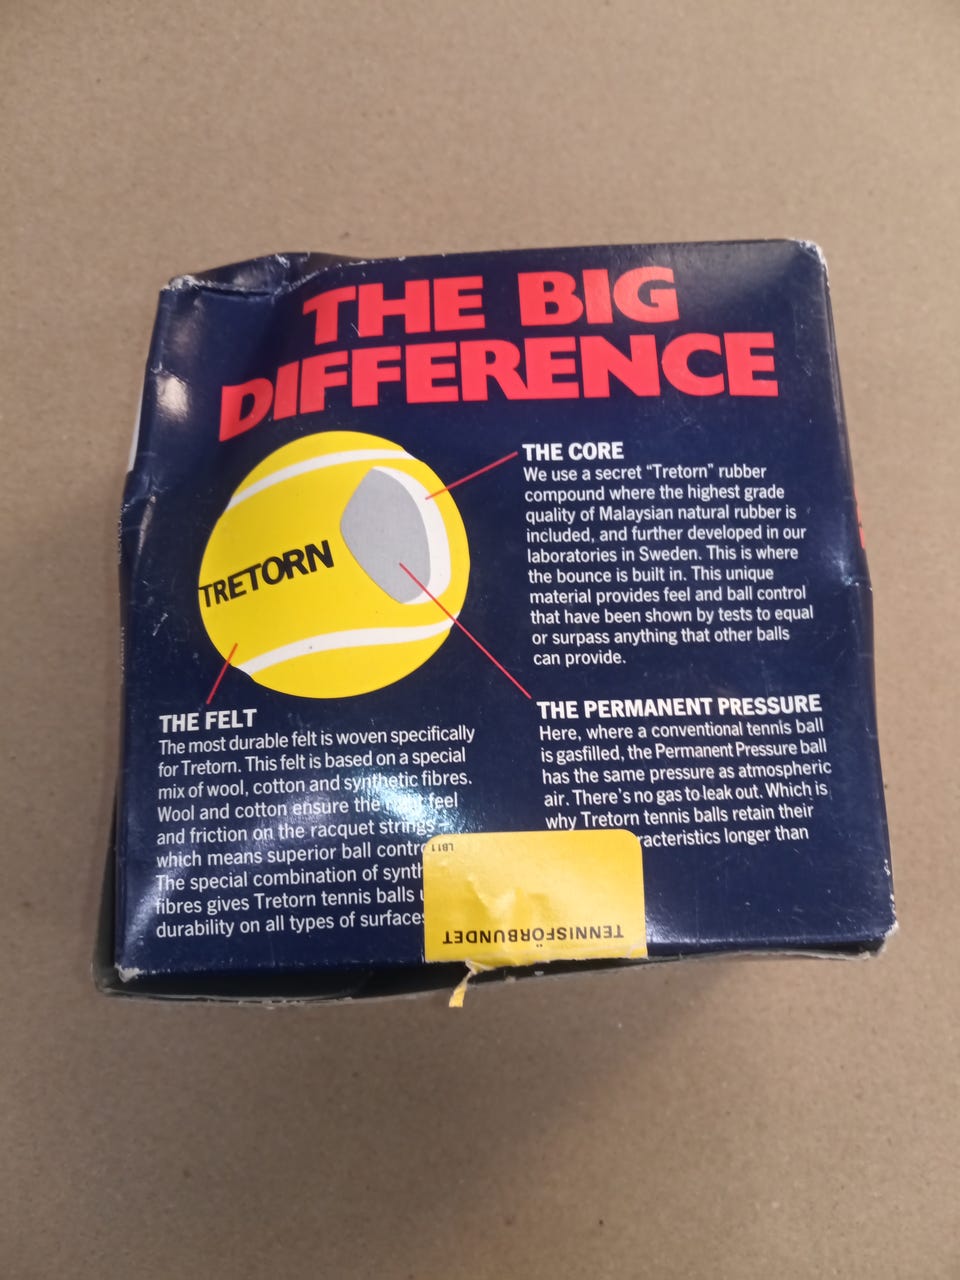 THE BIG
DIFFERENCE
TRETORN
THE CORE
We use a secret "Tretorn" rubber
compound where the highest grade
quality of Malaysian natural rubber is
included, and further developed in our
laboratories in Sweden. This is where
the bounce is built in. This unique
material provides feel and ball control
that have been shown by tests to equal
or surpass anything that other balls
can provide.
THE PERMANENT PRESSURE
Here, where a conventional tennis ball
is gasfilled, the Permanent Pressure ball
has the same pressure as atmospheric
air. There's no gas to leak out. Which is
why Tretorn tennis balls retain their
longer than
THE FELT
The most durable felt is woven specifically
for Tretorn. This felt is based on a special
mix of wool, cotton and synthetic fibres.
Wool and cotton ensure the feel
and friction on the racquet strings –
which means superior ball
The special combination of
fibres gives Tretorn tennis balls
durability on all types of surfaces
LB11
TENNISFÖRBUNDET